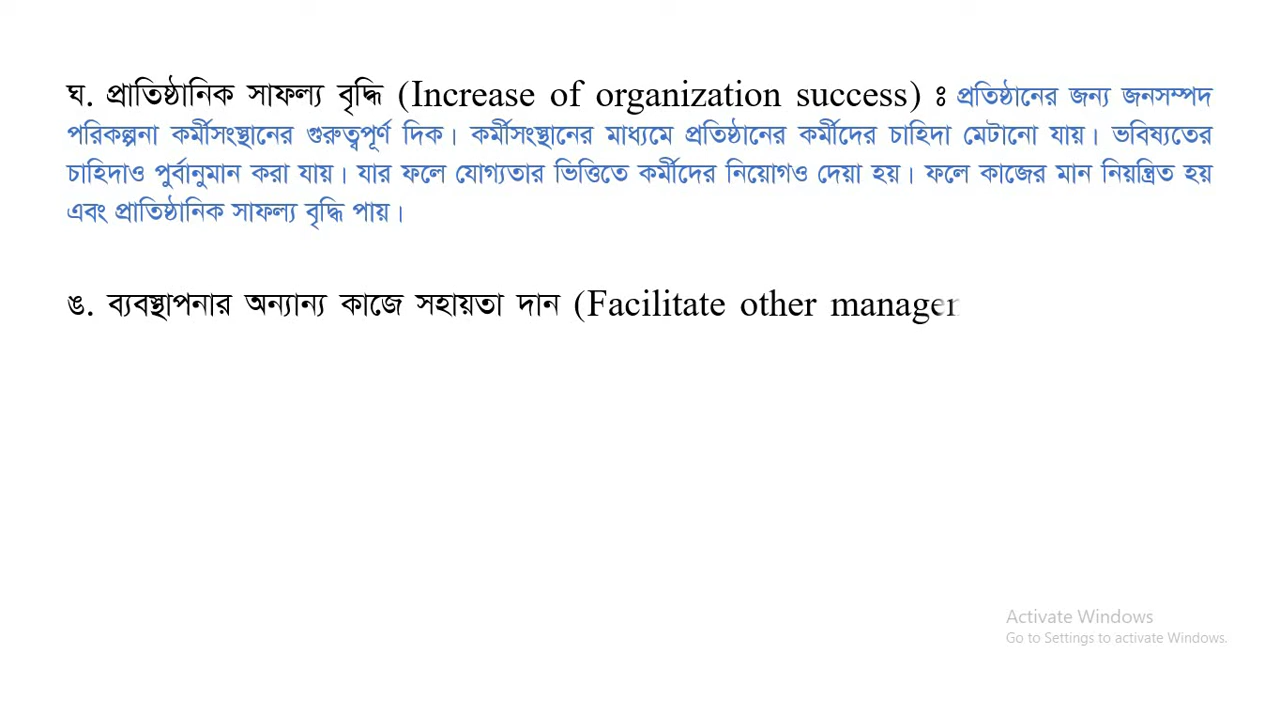 ঘ. প্রাতিষ্ঠানিক সাফল্য বৃদ্ধি (Increase of organization success) ঃ প্রতিষ্ঠানের জন্য জনসম্পদ
পরিকল্পনা কর্মীসংস্থানের গুরুত্বপূর্ণ দিক। কর্মীসংস্থানের মাধ্যমে প্রতিষ্ঠানের কর্মীদের চাহিদা মেটানো যায়। ভবিষ্যতের
চাহিদাও পুর্বানুমান করা যায়। যার ফলে যোগ্যতার ভিত্তিতে কর্মীদের নিয়োগও দেয়া হয়। ফলে কাজের মান নিয়ন্ত্রিত হয়
এবং প্রাতিষ্ঠানিক সাফল্য বৃদ্ধি পায়।
ঙ. ব্যবস্থাপনার অন্যান্য কাজে সহায়তা দান (Facilitate other
Activate Windows
Go to Settings to activate Windows.